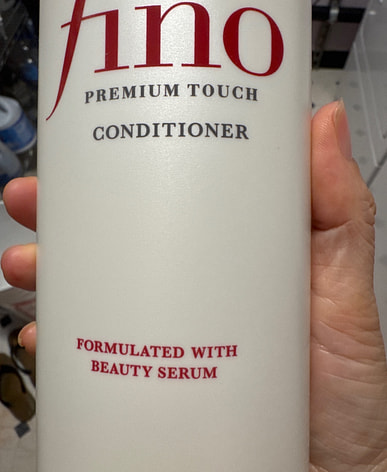 fino
PREMIUM TOUCH
CONDITIONER
FORMULATED WITH
BEAUTY SERUM